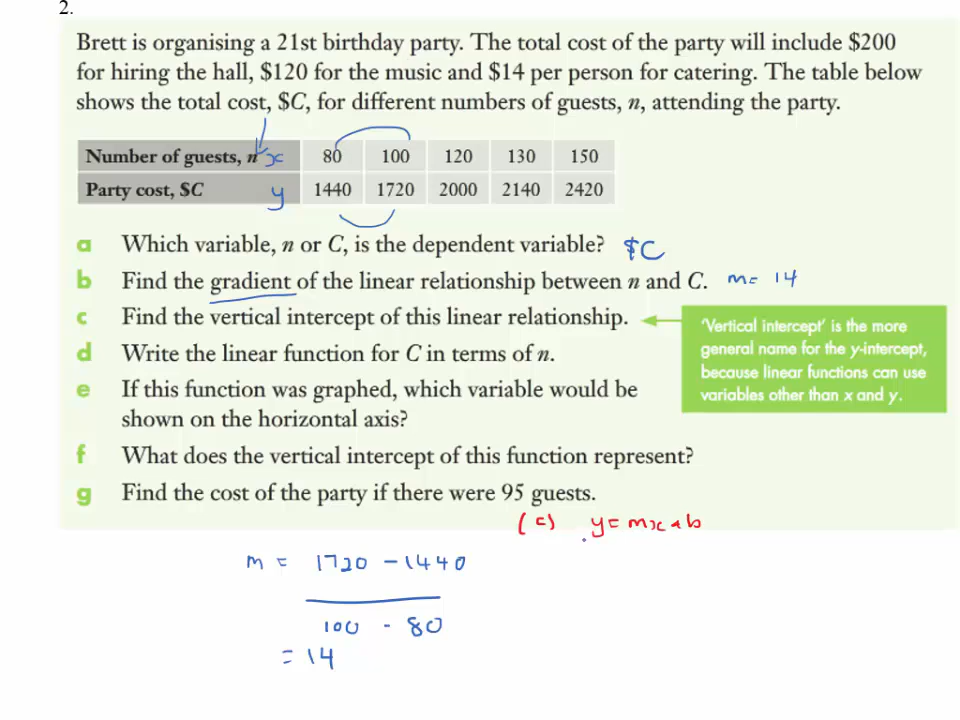 2.
Brett is organising a 21st birthday party. The total cost of the party will include $200
for hiring the hall, $120 for the music and $14 per person for catering. The table below
shows the total cost, $C, for different numbers of guests, n, attending the party.
Number of guests, n x 80 100 120 130 150
Party cost, $C y 1440 1720 2000 2140 2420
a Which variable, n or C, is the dependent variable? $C
b Find the gradient of the linear relationship between n and C. m= 14
c Find the vertical intercept of this linear relationship.
'Vertical intercept' is the more
general name for the y-intercept,
because linear functions can use
variables other than x and y.
d Write the linear function for C in terms of n.
e If this function was graphed, which variable would be
shown on the horizontal axis?
f What does the vertical intercept of this function represent?
g Find the cost of the party if there were 95 guests.
(c) y = mx + b
m = 1720 - 1440
100 - 80
= 14